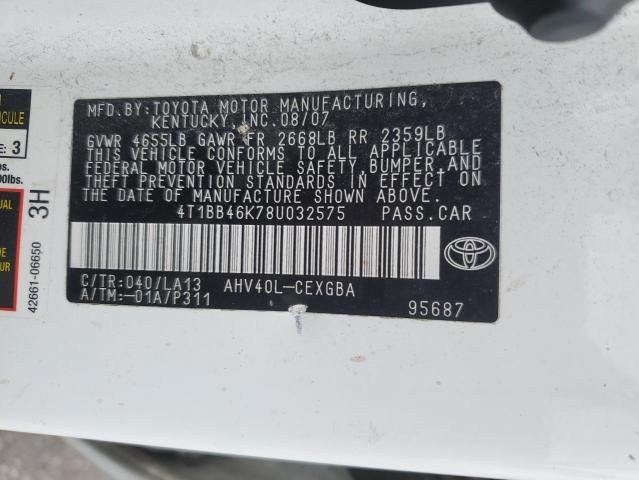 MFD. BY: TOYOTA MOTOR MANUFACTURING,
KENTUCKY, INC. 08/07
GVWR 4655LB GAWR FR 2668LB RR 2359LB
THIS VEHICLE CONFORMS TO ALL APPLICABLE
FEDERAL MOTOR VEHICLE SAFETY, BUMPER, AND
THEFT PREVENTION STANDARDS IN EFFECT ON
THE DATE OF MANUFACTURE SHOWN ABOVE.
4T1BB46K78U032575 PASS. CAR
C/TR: 040/LA13 AHV40L-CEXGBA
A/TM: -01A/P311 95687
TOYOTA
3H
42661-06650
E: 3